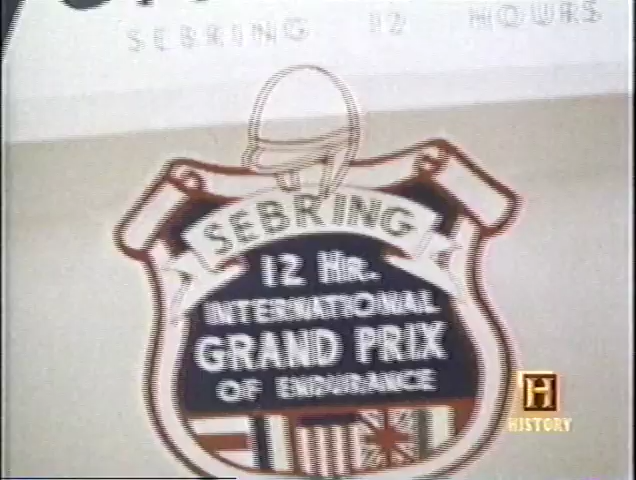 SEBRING 12 HOURS
SEBRING
12 HR.
INTERNATIONAL
GRAND PRIX
OF ENDURANCE
H
HISTORY